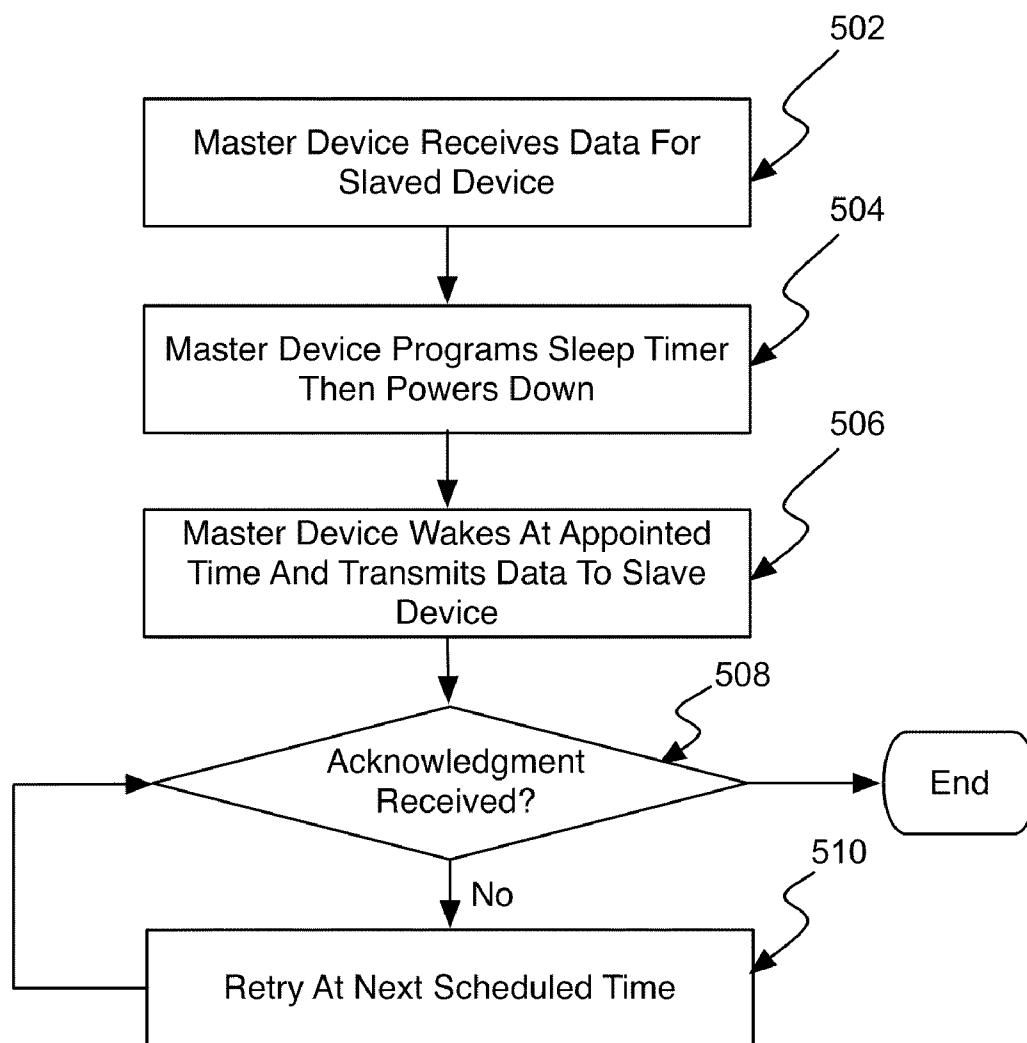 502
Master Device Receives Data For
Slaved Device
504
Master Device Programs Sleep Timer
Then Powers Down
506
Master Device Wakes At Appointed
Time And Transmits Data To Slave
Device
508
Acknowledgment
Received?
End
No
510
Retry At Next Scheduled Time